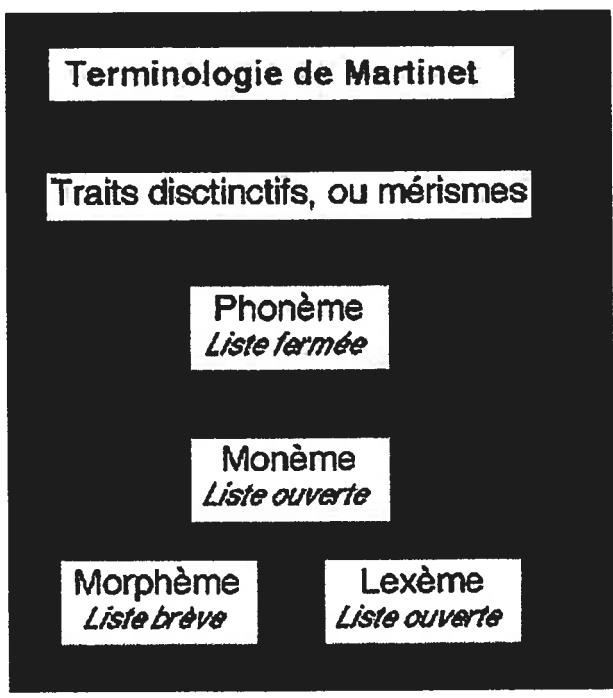 Terminologie de Martinet
Traits disctinctifs, ou mérismes
Phonème
Liste fermée
Monème
Liste ouverte
Morphème
Liste brève
Lexème
Liste ouverte